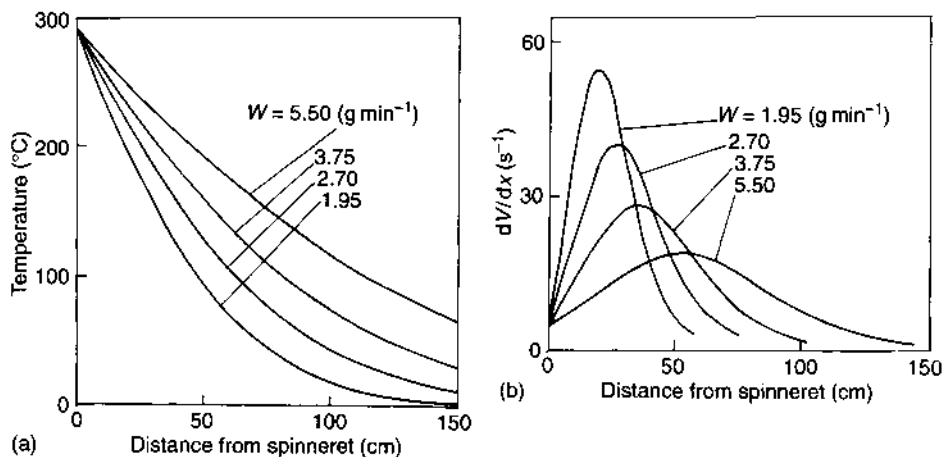 300
200
100
0
Temperature (°C)
W = 5.50 (g min⁻¹)
3.75
2.70
1.95
0 50 100 150
(a) Distance from spinneret (cm)
60
30
0
dV/dx (s⁻¹)
W = 1.95 (g min⁻¹)
2.70
3.75
5.50
0 50 100 150
(b) Distance from spinneret (cm)